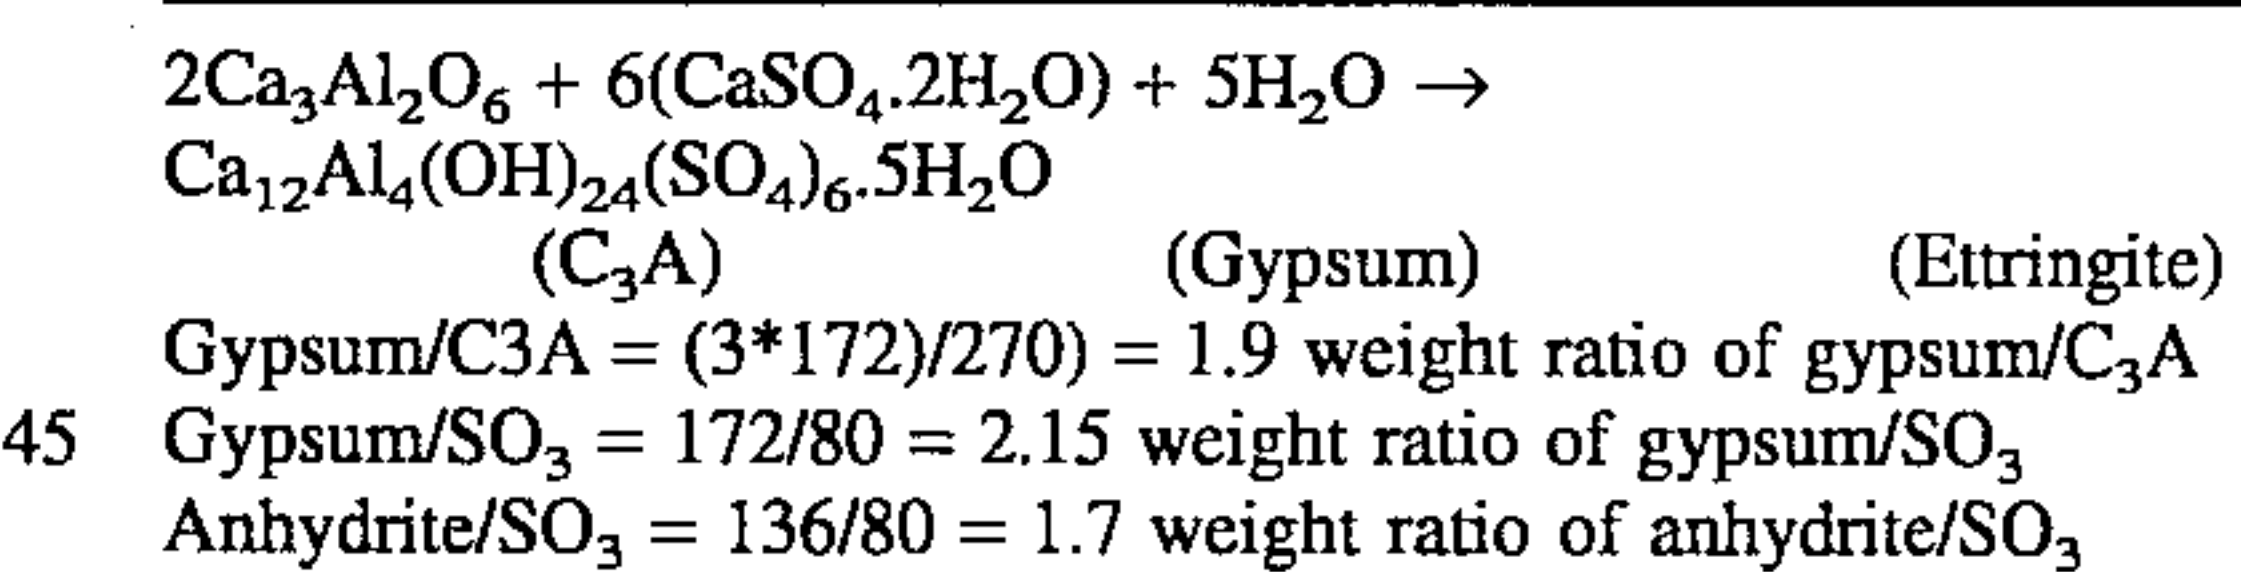 2Ca₃Al₂O₆ + 6(CaSO₄.2H₂O) + 5H₂O →
Ca₁₂Al₄(OH)₂₄(SO₄)₆.5H₂O
(C₃A) (Gypsum) (Ettringite)
Gypsum/C3A = (3*172)/270) = 1.9 weight ratio of gypsum/C₃A
45 Gypsum/SO₃ = 172/80 = 2.15 weight ratio of gypsum/SO₃
Anhydrite/SO₃ = 136/80 = 1.7 weight ratio of anhydrite/SO₃